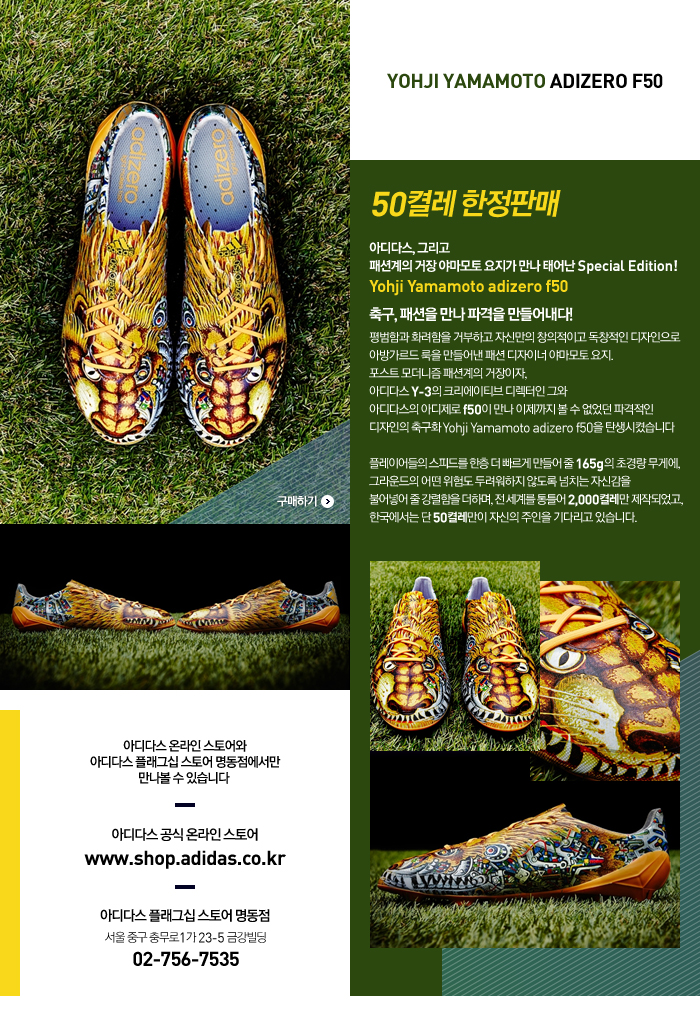 YOHJI YAMAMOTO ADIZERO F50
adizero
adizero
adidas
adidas
구매하기
50켤레 한정판매
아디다스, 그리고
패션계의 거장 야마모토 요지가 만나 태어난 Special Edition!
Yohji Yamamoto adizero f50
축구, 패션을 만나 파격을 만들어내다!
평범함과 화려함을 거부하고 자신만의 창의적이고 독창적인 디자인으로
아방가르드 룩을 만들어낸 패션 디자이너 야마모토 요지.
포스트 모더니즘 패션계의 거장이자,
아디다스 Y-3의 크리에이티브 디렉터인 그와
아디다스의 아디제로 f50이 만나 이제까지 볼 수 없었던 파격적인
디자인의 축구화 Yohji Yamamoto adizero f50을 탄생시켰습니다
플레이어들의 스피드를 한층 더 빠르게 만들어 줄 165g의 초경량 무게에,
그라운드의 어떤 위험도 두려워하지 않도록 넘치는 자신감을
불어넣어 줄 강렬함을 더하며, 전 세계를 통틀어 2,000켤레만 제작되었고,
한국에서는 단 50켤레만이 자신의 주인을 기다리고 있습니다.
아디다스 온라인 스토어와
아디다스 플래그십 스토어 명동점에서만
만나볼 수 있습니다
아디다스 공식 온라인 스토어
www.shop.adidas.co.kr
아디다스 플래그십 스토어 명동점
서울 중구 충무로1가 23-5 금강빌딩
02-756-7535